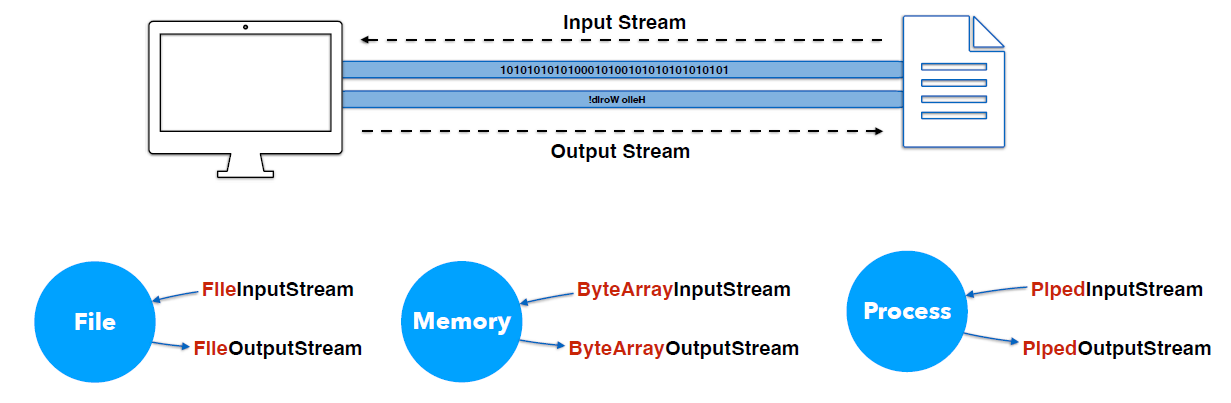 Input Stream
1010101010100010100101010101010101
!dlroW olleH
Output Stream
FIleInputStream
File
FIleOutputStream
ByteArrayInputStream
Memory
ByteArrayOutputStream
PIpedInputStream
Process
PIpedOutputStream